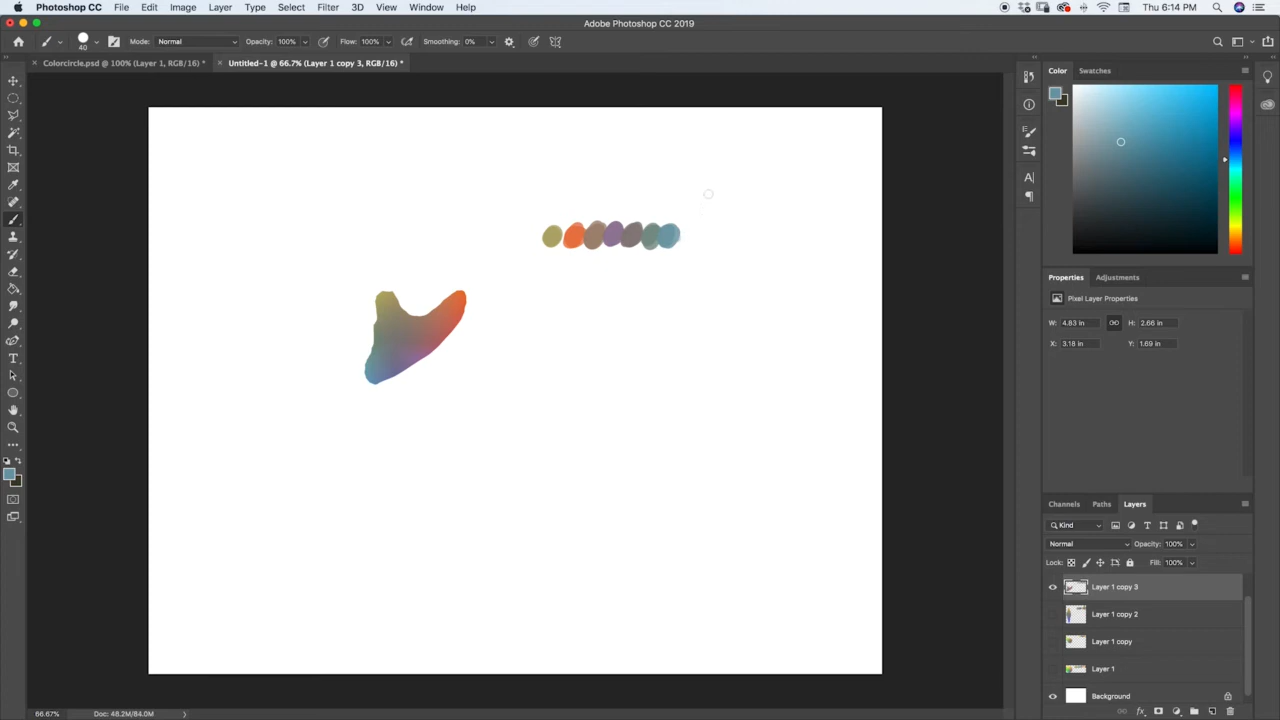 Photoshop CC File Edit Image Layer Type Select Filter 3D View Window Help Thu 6:14 PM
Adobe Photoshop CC 2019
40 Mode: Normal Opacity: 100% Flow: 100% Smoothing: 0%
Colorcircle.psd @ 100% (Layer 1, RGB/16) * Untitled-1 @ 66.7% (Layer 1 copy 3, RGB/16) *
Color Swatches
Properties Adjustments
Pixel Layer Properties
W: 4.83 in H: 2.66 in
X: 3.18 in Y: 1.69 in
Channels Paths Layers
Kind
Normal Opacity: 100%
Lock: Fill: 100%
Layer 1 copy 3
Layer 1 copy 2
Layer 1 copy
Layer 1
Background
66.67% Doc: 48.2M/84.0M